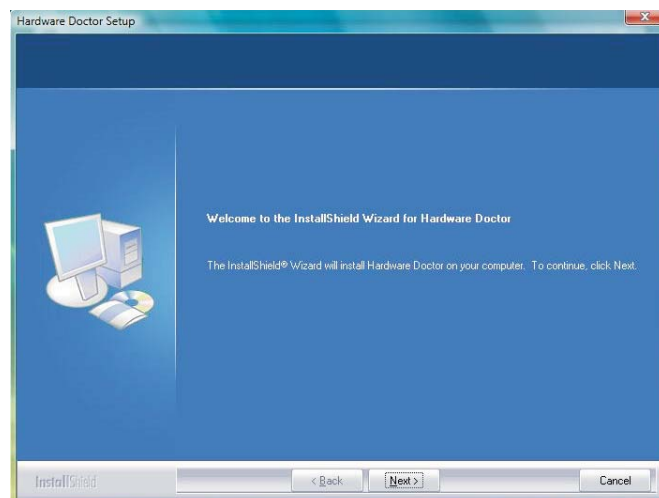 Hardware Doctor Setup
Welcome to the InstallShield Wizard for Hardware Doctor
The InstallShield® Wizard will install Hardware Doctor on your computer. To continue, click Next.
InstallShield
< Back
Next >
Cancel